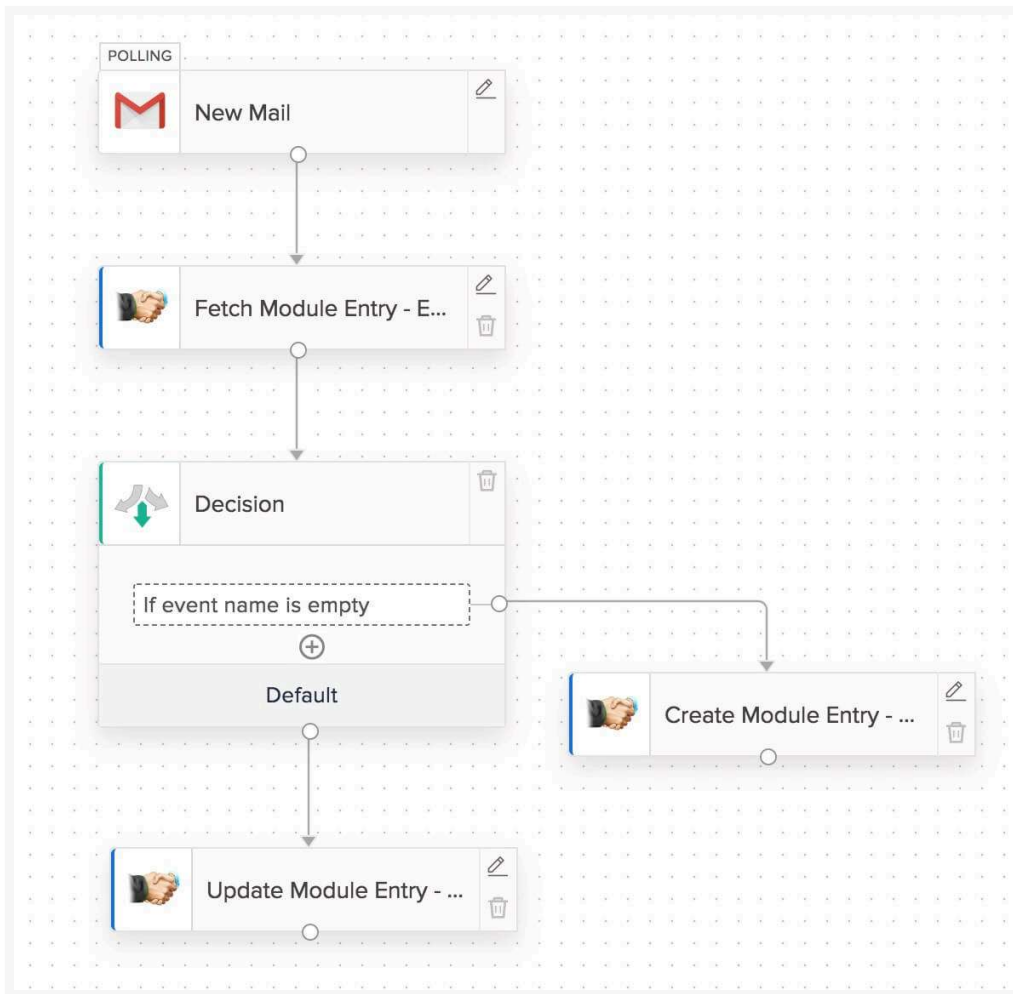 POLLING
New Mail
Fetch Module Entry - E...
Decision
If event name is empty
Default
Create Module Entry - ...
Update Module Entry - ...